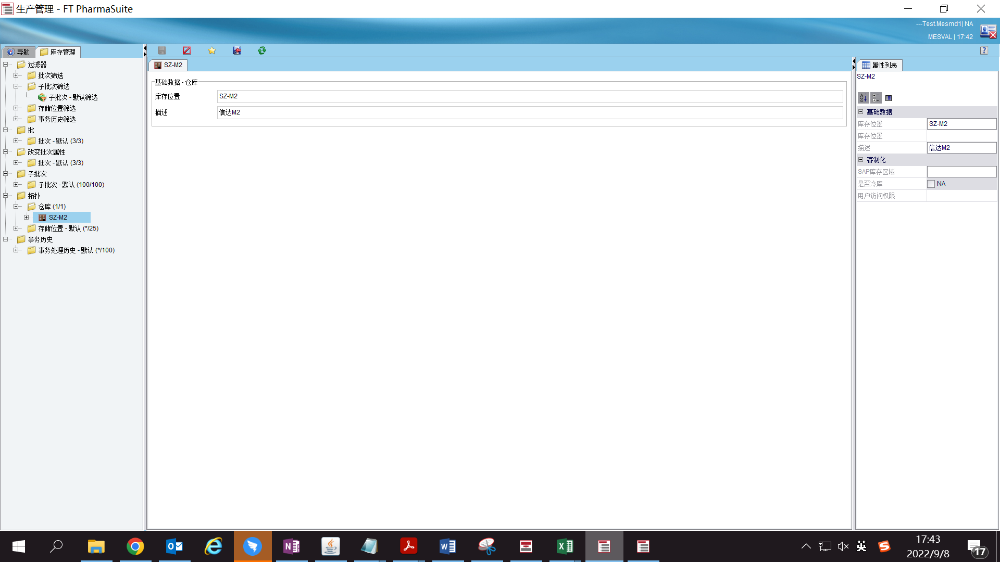 生产管理 - FT PharmaSuite
---Test.Mesmd1| NA
MESVAL | 17:42
导航
库存管理
过滤器
批次筛选
子批次筛选
子批次 - 默认筛选
存储位置筛选
事务历史筛选
批
批次 - 默认 (3/3)
改变批次属性
批次 - 默认 (3/3)
子批次
子批次 - 默认 (100/100)
拓扑
仓库 (1/1)
SZ-M2
存储位置 - 默认 (*/25)
事务历史
事务处理历史 - 默认 (*/100)
SZ-M2
基础数据 - 仓库
库存位置 SZ-M2
描述 信达M2
属性列表
SZ-M2
基础数据
库存位置 SZ-M2
库存位置
描述 信达M2
客制化
SAP库存区域
是否冷库 NA
用户访问权限
英
17:43
2022/9/8
17